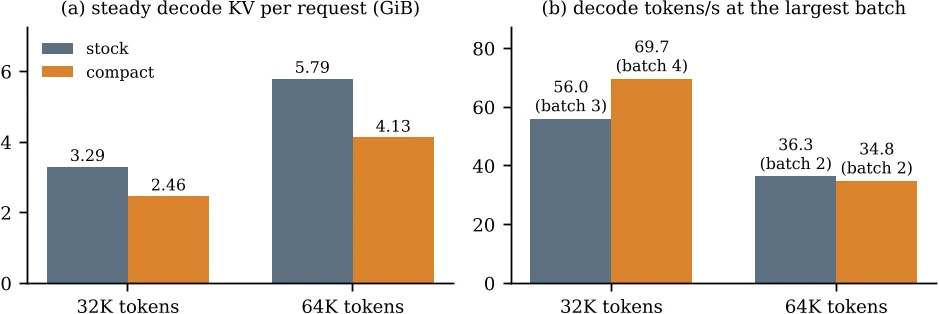 (a) steady decode KV per request (GiB)
stock
compact
6
4
2
0
3.29
2.46
5.79
4.13
32K tokens
64K tokens
(b) decode tokens/s at the largest batch
80
60
40
20
0
56.0
(batch 3)
69.7
(batch 4)
36.3
(batch 2)
34.8
(batch 2)
32K tokens
64K tokens